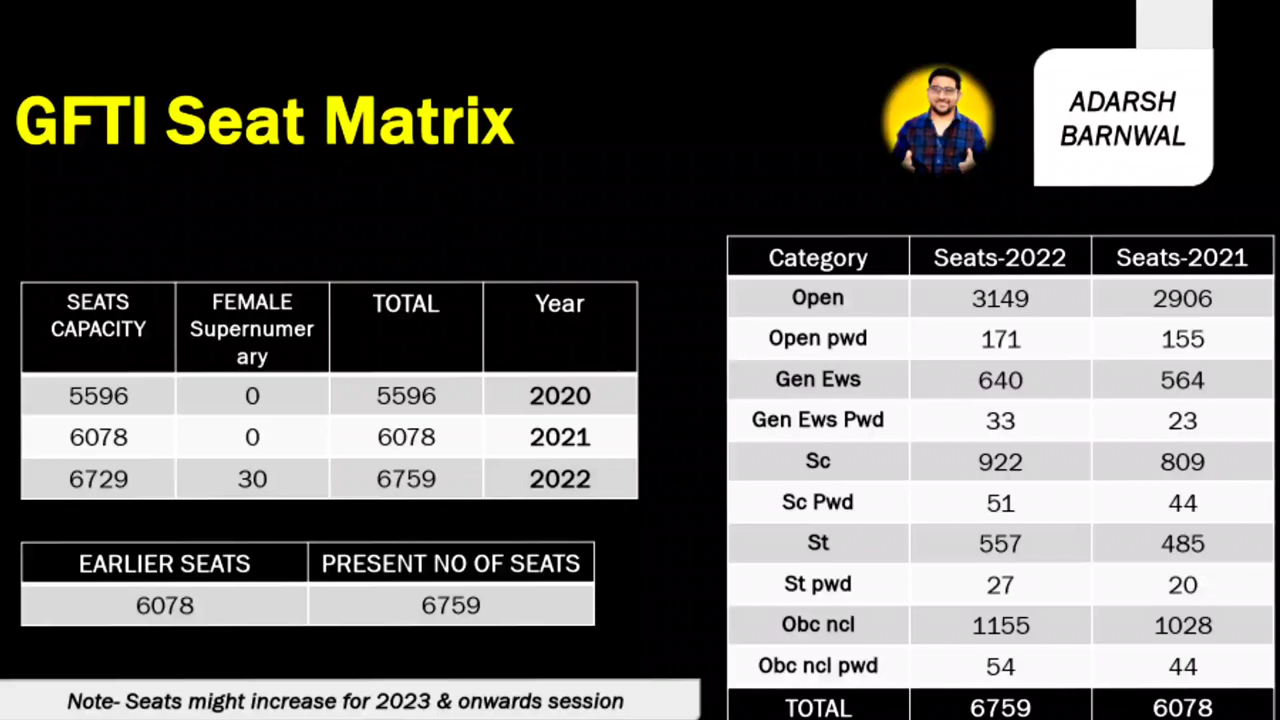 GFTI Seat Matrix
ADARSH
BARNWAL
SEATS CAPACITY FEMALE Supernumer ary TOTAL Year
5596 0 5596 2020
6078 0 6078 2021
6729 30 6759 2022
EARLIER SEATS PRESENT NO OF SEATS
6078 6759
Note- Seats might increase for 2023 & onwards session
Category Seats-2022 Seats-2021
Open 3149 2906
Open pwd 171 155
Gen Ews 640 564
Gen Ews Pwd 33 23
Sc 922 809
Sc Pwd 51 44
St 557 485
St pwd 27 20
Obc ncl 1155 1028
Obc ncl pwd 54 44
TOTAL 6759 6078